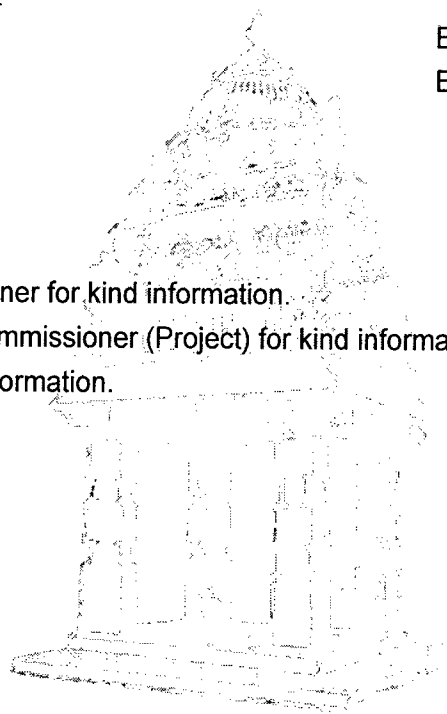 E
E
ner for kind information.
mmissioner (Project) for kind informa
ormation.